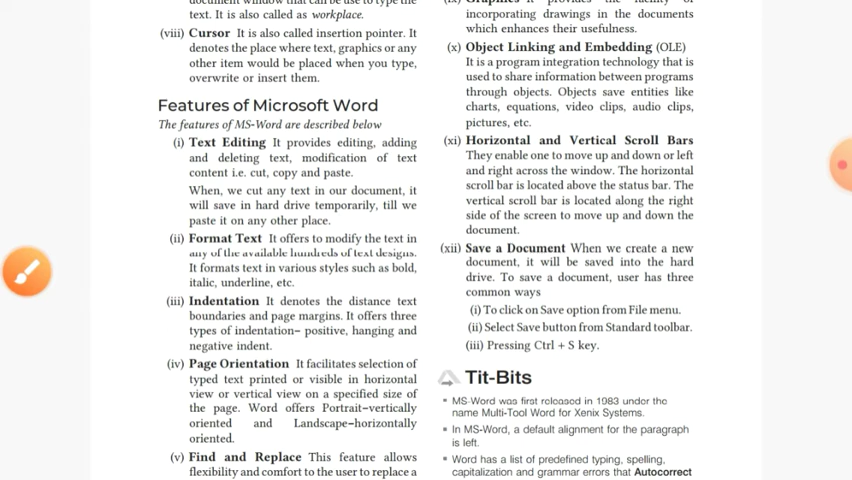 document window that can be use to type the
text. It is also called as workplace.
(viii) Cursor It is also called insertion pointer. It
denotes the place where text, graphics or any
other item would be placed when you type,
overwrite or insert them.
Features of Microsoft Word
The features of MS-Word are described below
(i) Text Editing It provides editing, adding
and deleting text, modification of text
content i.e. cut, copy and paste.
When, we cut any text in our document, it
will save in hard drive temporarily, till we
paste it on any other place.
(ii) Format Text It offers to modify the text in
any of the available hundreds of text designs.
It formats text in various styles such as bold,
italic, underline, etc.
(iii) Indentation It denotes the distance text
boundaries and page margins. It offers three
types of indentation– positive, hanging and
negative indent.
(iv) Page Orientation It facilitates selection of
typed text printed or visible in horizontal
view or vertical view on a specified size of
the page. Word offers Portrait–vertically
oriented and Landscape–horizontally
oriented.
(v) Find and Replace This feature allows
flexibility and comfort to the user to replace a
(ix) Graphics It provides the facility of
incorporating drawings in the documents
which enhances their usefulness.
(x) Object Linking and Embedding (OLE)
It is a program integration technology that is
used to share information between programs
through objects. Objects save entities like
charts, equations, video clips, audio clips,
pictures, etc.
(xi) Horizontal and Vertical Scroll Bars
They enable one to move up and down or left
and right across the window. The horizontal
scroll bar is located above the status bar. The
vertical scroll bar is located along the right
side of the screen to move up and down the
document.
(xii) Save a Document When we create a new
document, it will be saved into the hard
drive. To save a document, user has three
common ways
(i) To click on Save option from File menu.
(ii) Select Save button from Standard toolbar.
(iii) Pressing Ctrl + S key.
Tit-Bits
▪ MS-Word was first released in 1983 under the
name Multi-Tool Word for Xenix Systems.
▪ In MS-Word, a default alignment for the paragraph
is left.
▪ Word has a list of predefined typing, spelling,
capitalization and grammar errors that Autocorrect